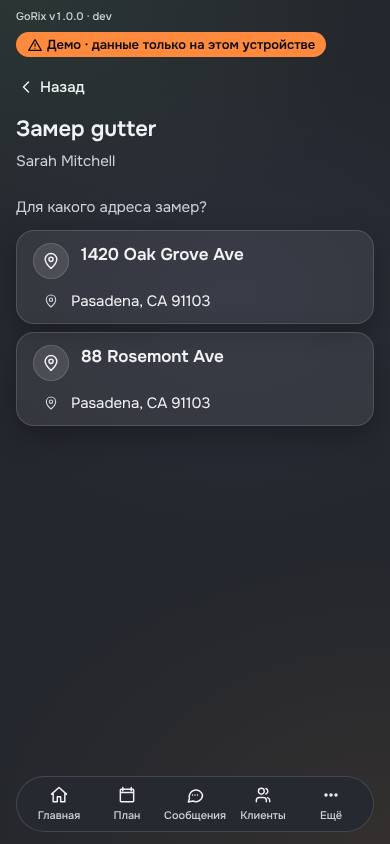 GoRix v1.0.0 · dev
Демо · данные только на этом устройстве
Назад
Замер gutter
Sarah Mitchell
Для какого адреса замер?
1420 Oak Grove Ave
Pasadena, CA 91103
88 Rosemont Ave
Pasadena, CA 91103
Главная План Сообщения Клиенты Ещё